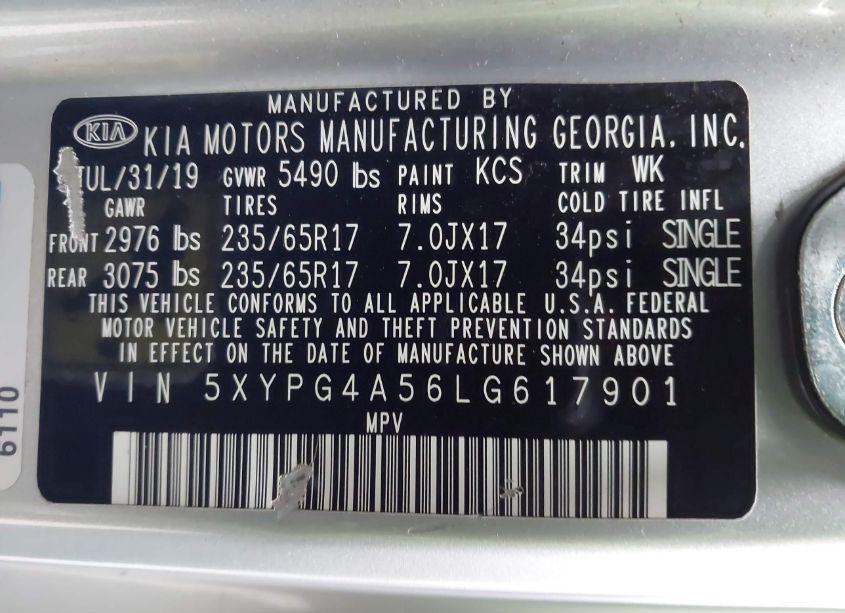 MANUFACTURED BY
KIA KIA MOTORS MANUFACTURING GEORGIA, INC.
JUL/31/19 GVWR 5490 lbs PAINT KCS TRIM WK
GAWR TIRES RIMS COLD TIRE INFL
FRONT 2976 lbs 235/65R17 7.0JX17 34psi SINGLE
REAR 3075 lbs 235/65R17 7.0JX17 34psi SINGLE
THIS VEHICLE CONFORMS TO ALL APPLICABLE U.S.A. FEDERAL
MOTOR VEHICLE SAFETY AND THEFT PREVENTION STANDARDS
IN EFFECT ON THE DATE OF MANUFACTURE SHOWN ABOVE
VIN 5XYPG4A56LG617901
MPV
6110